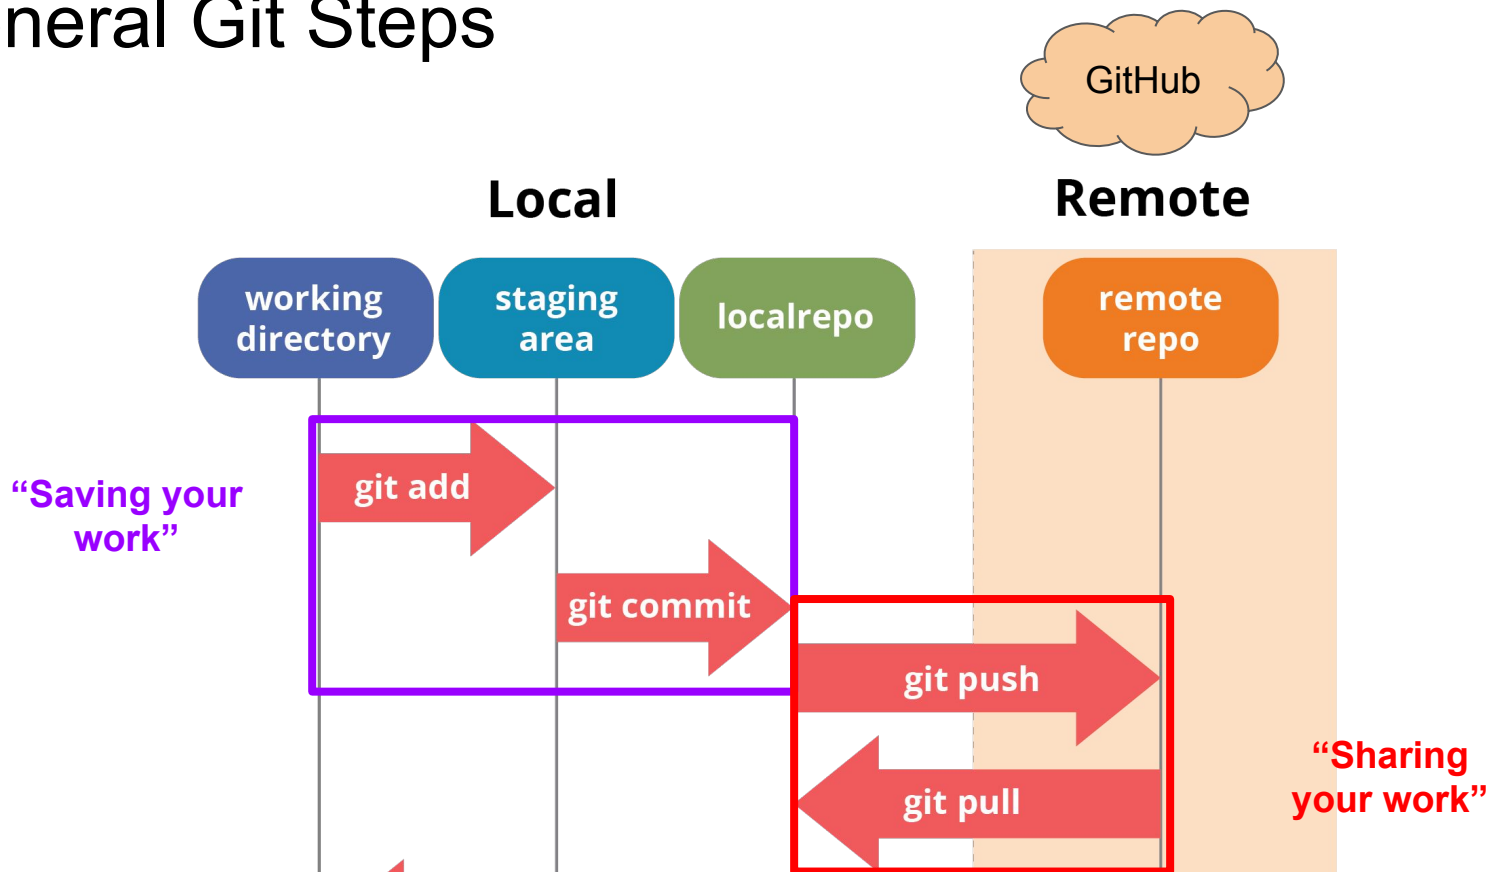 neral Git Steps
GitHub
Local
Remote
working
directory
staging
area
localrepo
remote
repo
git add
“Saving your
work”
git commit
git push
“Sharing
your work”
git pull